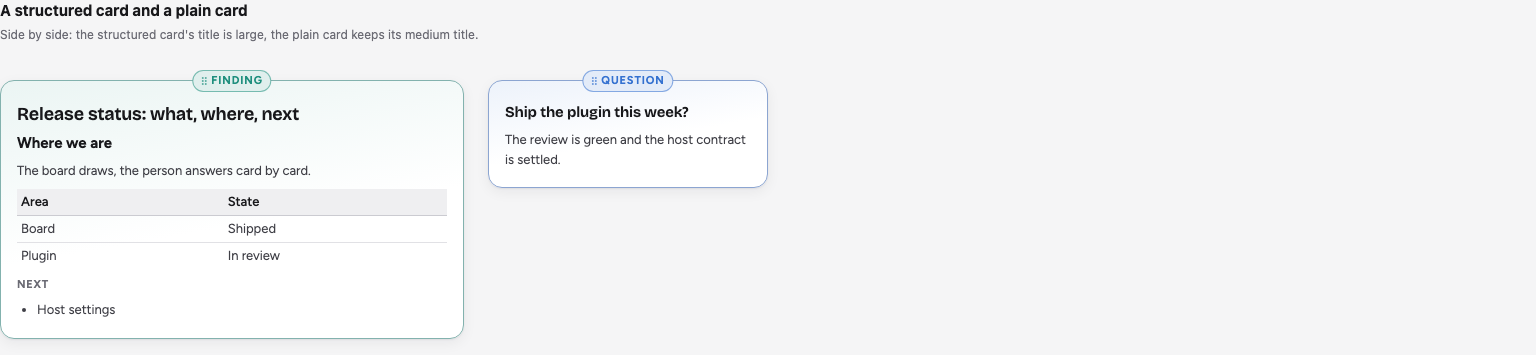 A structured card and a plain card
Side by side: the structured card's title is large, the plain card keeps its medium title.
FINDING
Release status: what, where, next
Where we are
The board draws, the person answers card by card.
Area State
Board Shipped
Plugin In review
NEXT
• Host settings
QUESTION
Ship the plugin this week?
The review is green and the host contract
is settled.